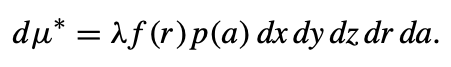 dμ* = λf(r)p(a) dx dy dz dr da.